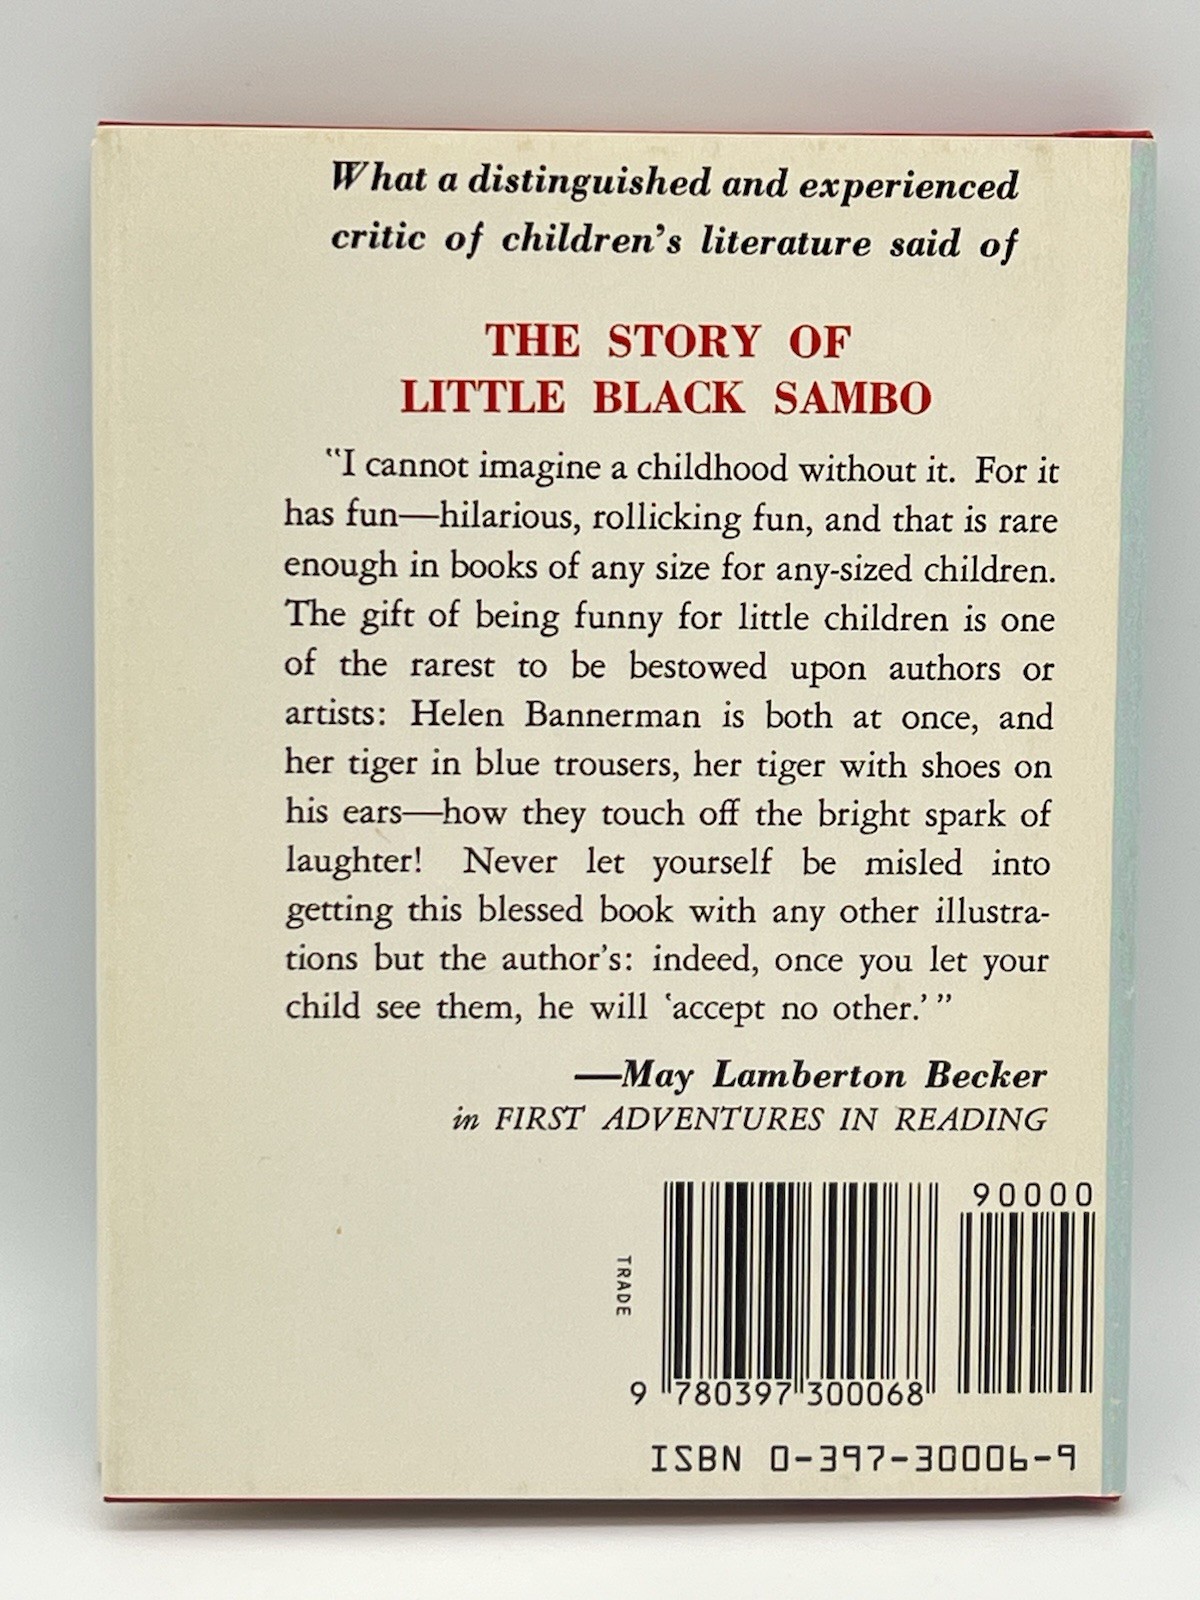 What a distinguished and experienced
critic of children's literature said of
THE STORY OF
LITTLE BLACK SAMBO
"I cannot imagine a childhood without it. For it
has fun—hilarious, rollicking fun, and that is rare
enough in books of any size for any-sized children.
The gift of being funny for little children is one
of the rarest to be bestowed upon authors or
artists: Helen Bannerman is both at once, and
her tiger in blue trousers, her tiger with shoes on
his ears—how they touch off the bright spark of
laughter! Never let yourself be misled into
getting this blessed book with any other illustra-
tions but the author's: indeed, once you let your
child see them, he will 'accept no other.' "
—May Lamberton Becker
in FIRST ADVENTURES IN READING
90000
TRADE
9 780397 300068
ISBN 0-397-30006-9